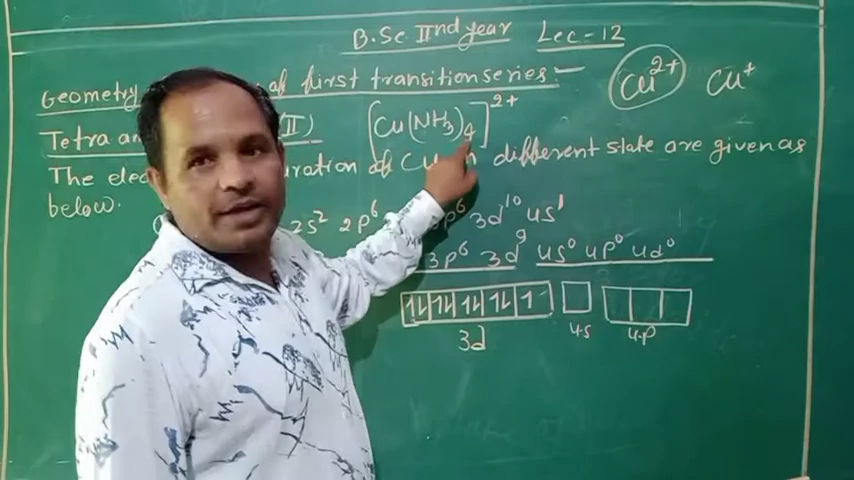 B.Sc IInd year Lec-12
Geometry of first transition series:- Cu2+ Cu+
Tetra (II) [Cu(NH3)4]2+
The of Cu different state are given as
below.
2s2 2p6 3d10 4s1
3p6 3d9 4s0 4p0 4d0
3d 4s 4p